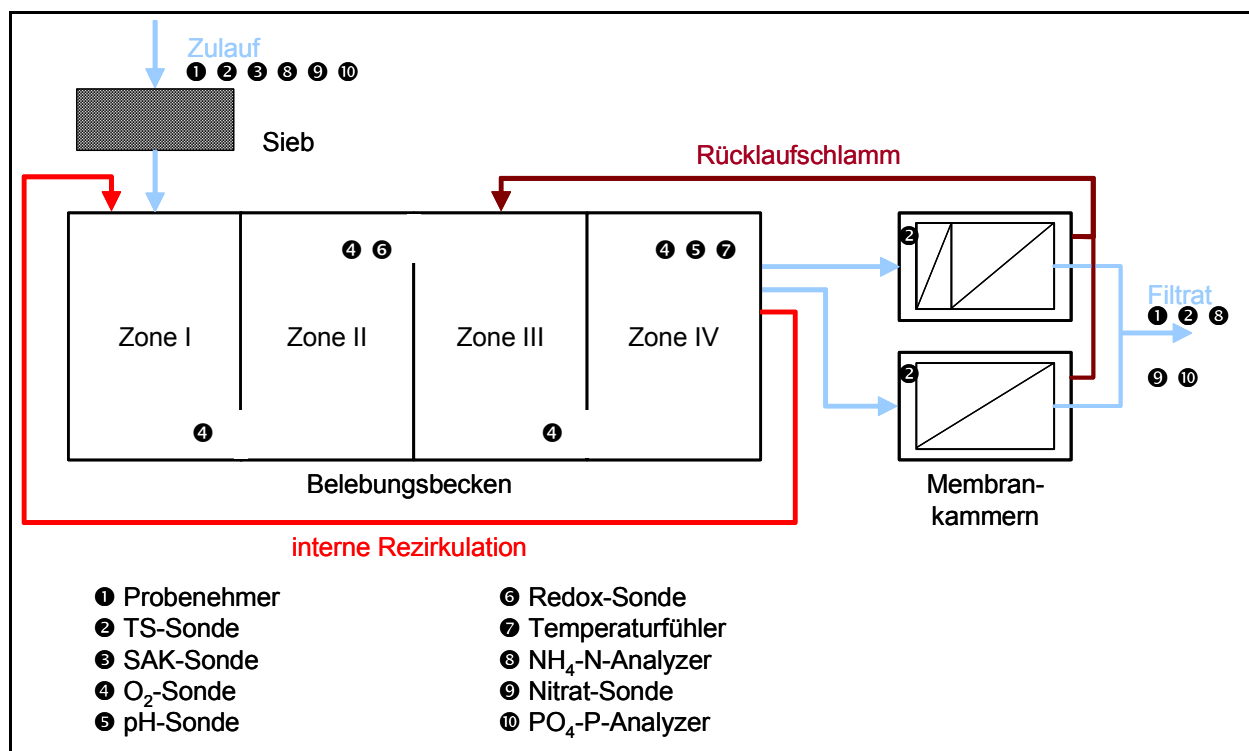 Zulauf
❶ ❷ ❸ ❽ ❾ ❿
Sieb
Rücklaufschlamm
❹ ❻
❹ ❺ ❼
❷
Zone I
Zone II
Zone III
Zone IV
Filtrat
❶ ❷ ❽
❷
❾ ❿
❹
❹
Belebungsbecken
Membran-
kammern
interne Rezirkulation
❶ Probenehmer
❷ TS-Sonde
❸ SAK-Sonde
❹ O₂-Sonde
❺ pH-Sonde
❻ Redox-Sonde
❼ Temperaturfühler
❽ NH₄-N-Analyzer
❾ Nitrat-Sonde
❿ PO₄-P-Analyzer